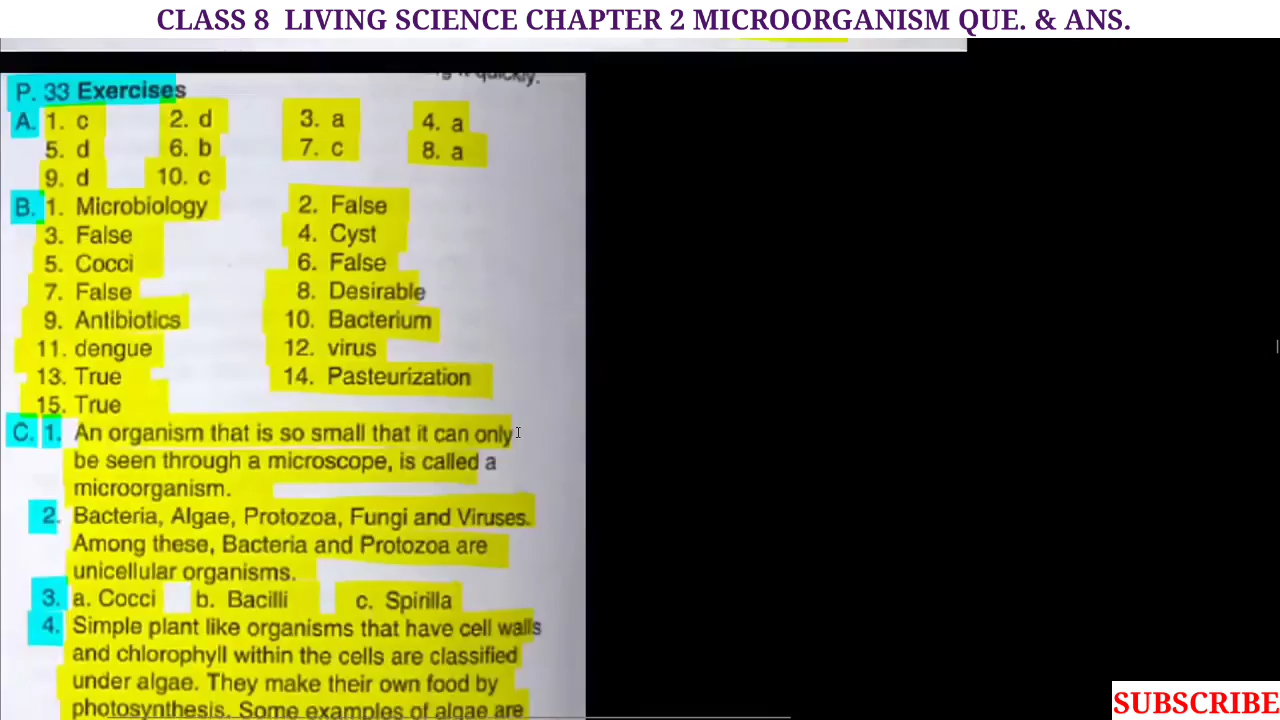 CLASS 8 LIVING SCIENCE CHAPTER 2 MICROORGANISM QUE. & ANS.
quickly.
P. 33 Exercises
A. 1. c 2. d 3. a 4. a
5. d 6. b 7. c 8. a
9. d 10. c
B. 1. Microbiology 2. False
3. False 4. Cyst
5. Cocci 6. False
7. False 8. Desirable
9. Antibiotics 10. Bacterium
11. dengue 12. virus
13. True 14. Pasteurization
15. True
C. 1. An organism that is so small that it can only
be seen through a microscope, is called a
microorganism.
2. Bacteria, Algae, Protozoa, Fungi and Viruses.
Among these, Bacteria and Protozoa are
unicellular organisms.
3. a. Cocci b. Bacilli c. Spirilla
4. Simple plant like organisms that have cell walls
and chlorophyll within the cells are classified
under algae. They make their own food by
photosynthesis. Some examples of algae are
SUBSCRIBE